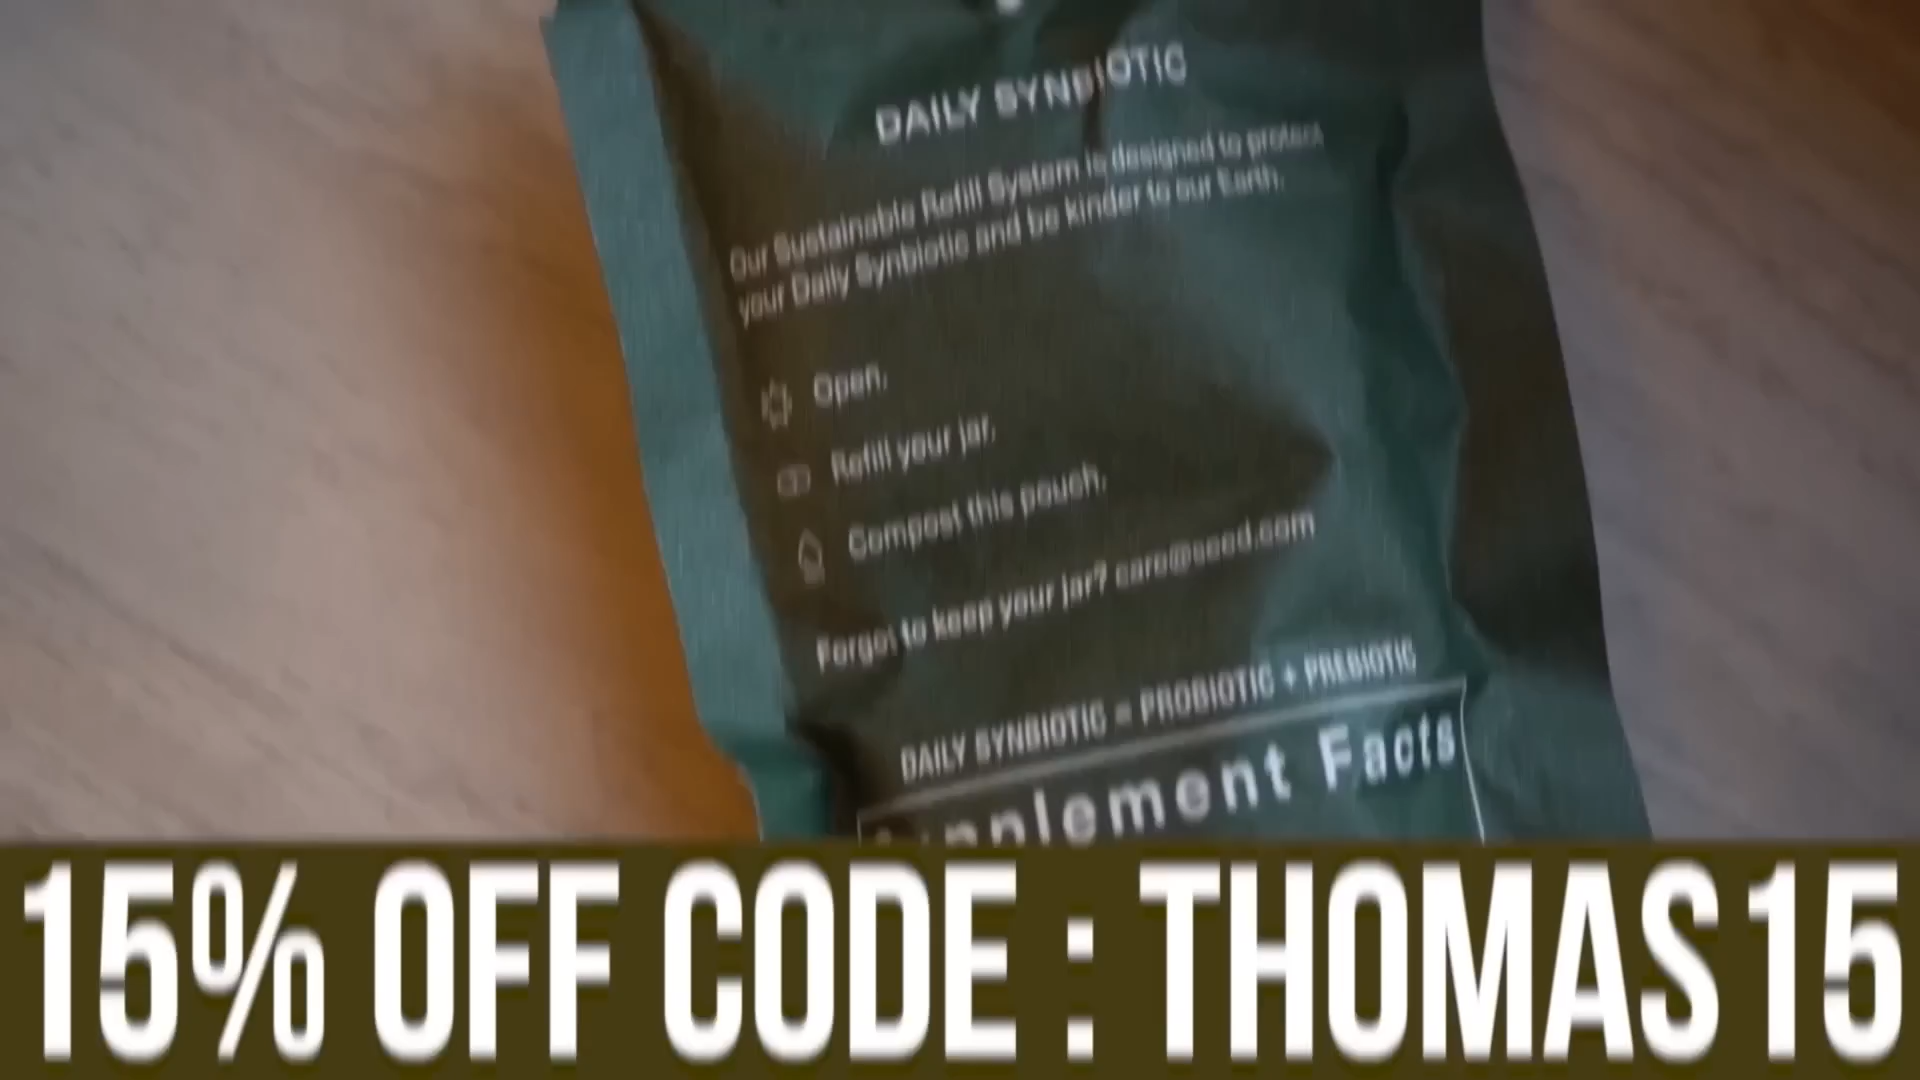 DAILY SYNBIOTIC
Our Sustainable Refill System is designed to protect
your Daily Synbiotic and be kinder to our Earth.
Open.
Refill your jar.
Compost this pouch.
Forgot to keep your jar? care@seed.com
DAILY SYNBIOTIC = PROBIOTIC + PREBIOTIC
Supplement Facts
15% OFF CODE : THOMAS15